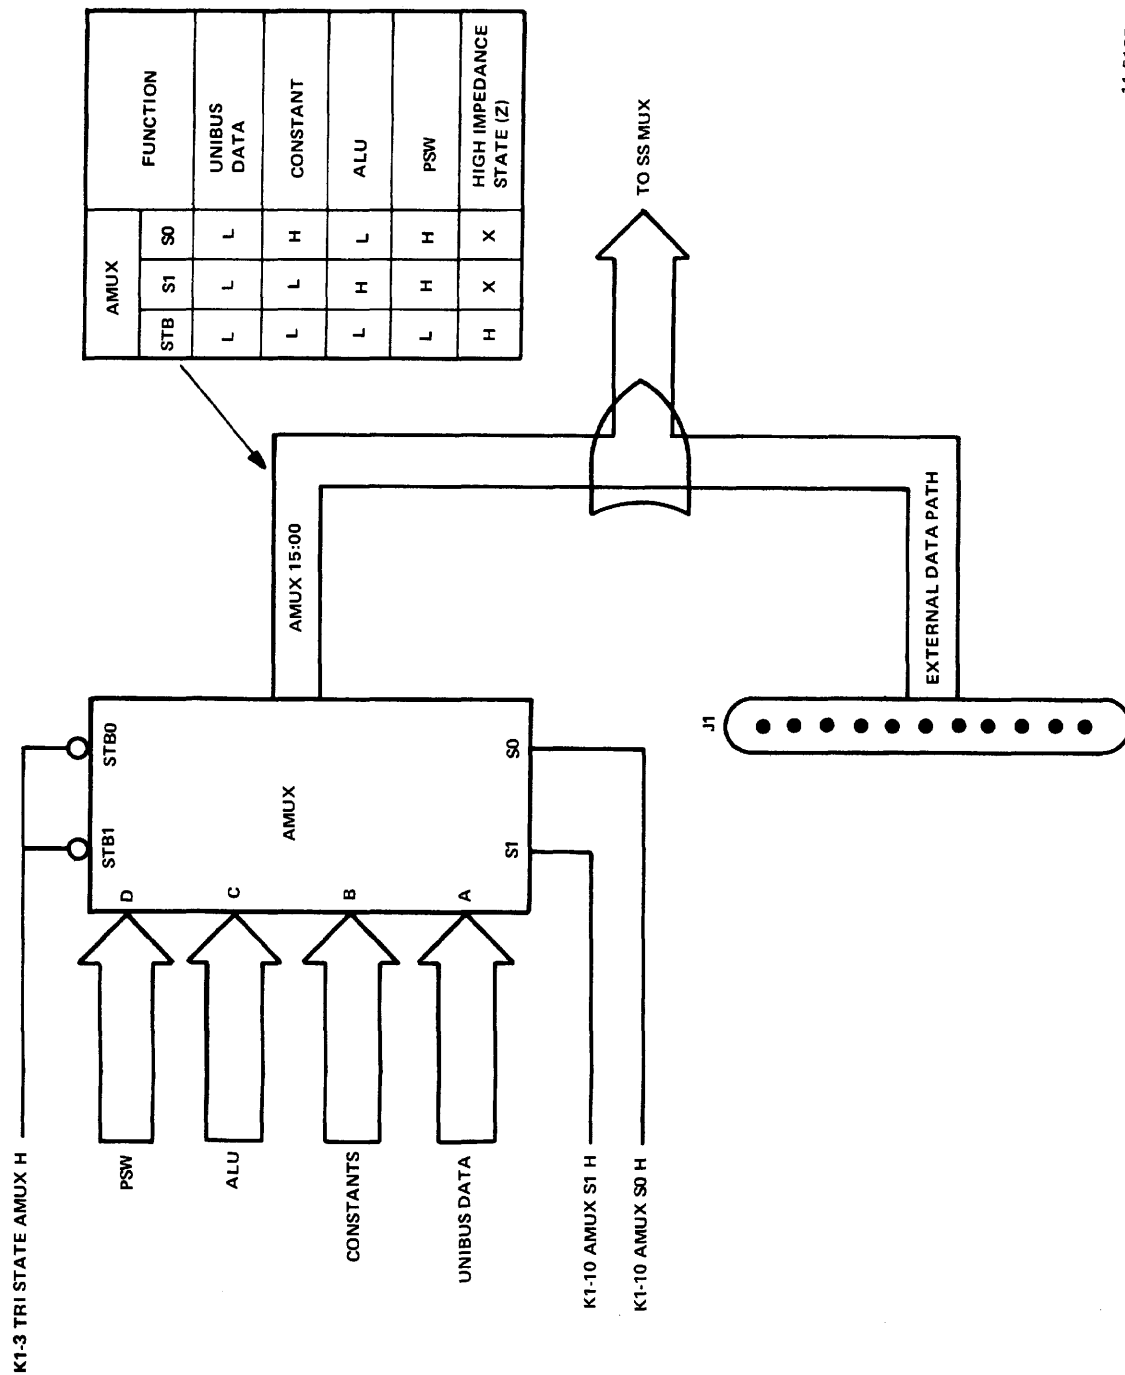 K1-3 TRI STATE AMUX H
PSW
ALU
CONSTANTS
UNIBUS DATA
K1-10 AMUX S1 H
K1-10 AMUX S0 H
D
C
B
A
STB1
STB0
AMUX
S1
S0
J1
AMUX 15:00
EXTERNAL DATA PATH
TO SS MUX
AMUX
FUNCTION
STB S1 S0
L L L UNIBUS
DATA
L L H CONSTANT
L H L ALU
L H H PSW
H X X HIGH IMPEDANCE
STATE (Z)